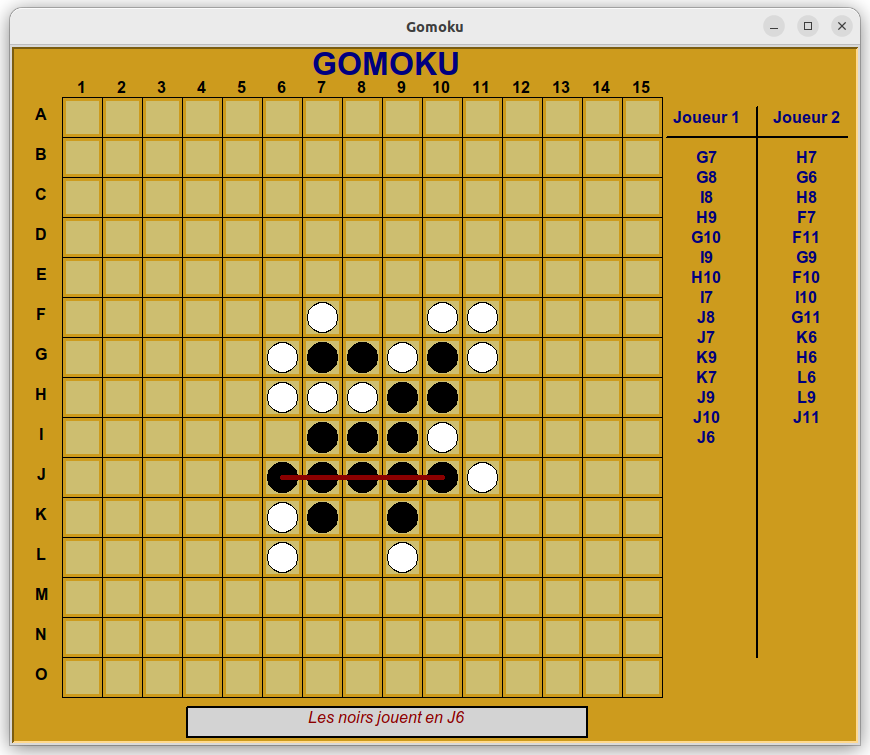 Gomoku
GOMOKU
1 2 3 4 5 6 7 8 9 10 11 12 13 14 15
A
B
C
D
E
F
G
H
I
J
K
L
M
N
O
Joueur 1 Joueur 2
G7 H7
G8 G6
I8 H8
H9 F7
G10 F11
I9 G9
H10 F10
I7 I10
J8 G11
J7 K6
K9 H6
K7 L6
J9 L9
J10 J11
J6
Les noirs jouent en J6